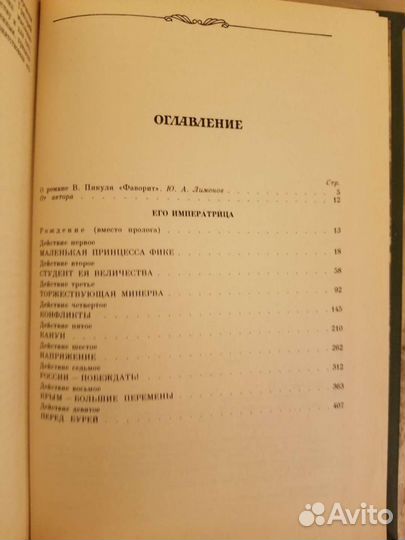 ОГЛАВЛЕНИЕ
Стр.
О романе В. Пикуля «Фаворит». Ю. А. Лимонов 5
От автора 12
ЕГО ИМПЕРАТРИЦА
Рождение (вместо пролога) 13
Действие первое
МАЛЕНЬКАЯ ПРИНЦЕССА ФИКЕ 18
Действие второе
СТУДЕНТ ЕЯ ВЕЛИЧЕСТВА 58
Действие третье
ТОРЖЕСТВУЮЩАЯ МИНЕРВА 92
Действие четвертое
КОНФЛИКТЫ 145
Действие пятое
КАНУН 210
Действие шестое
НАПРЯЖЕНИЕ 262
Действие седьмое
РОССИИ — ПОБЕЖДАТЬ! 312
Действие восьмое
КРЫМ — БОЛЬШИЕ ПЕРЕМЕНЫ 363
Действие девятое
ПЕРЕД БУРЕЙ 407
Avito